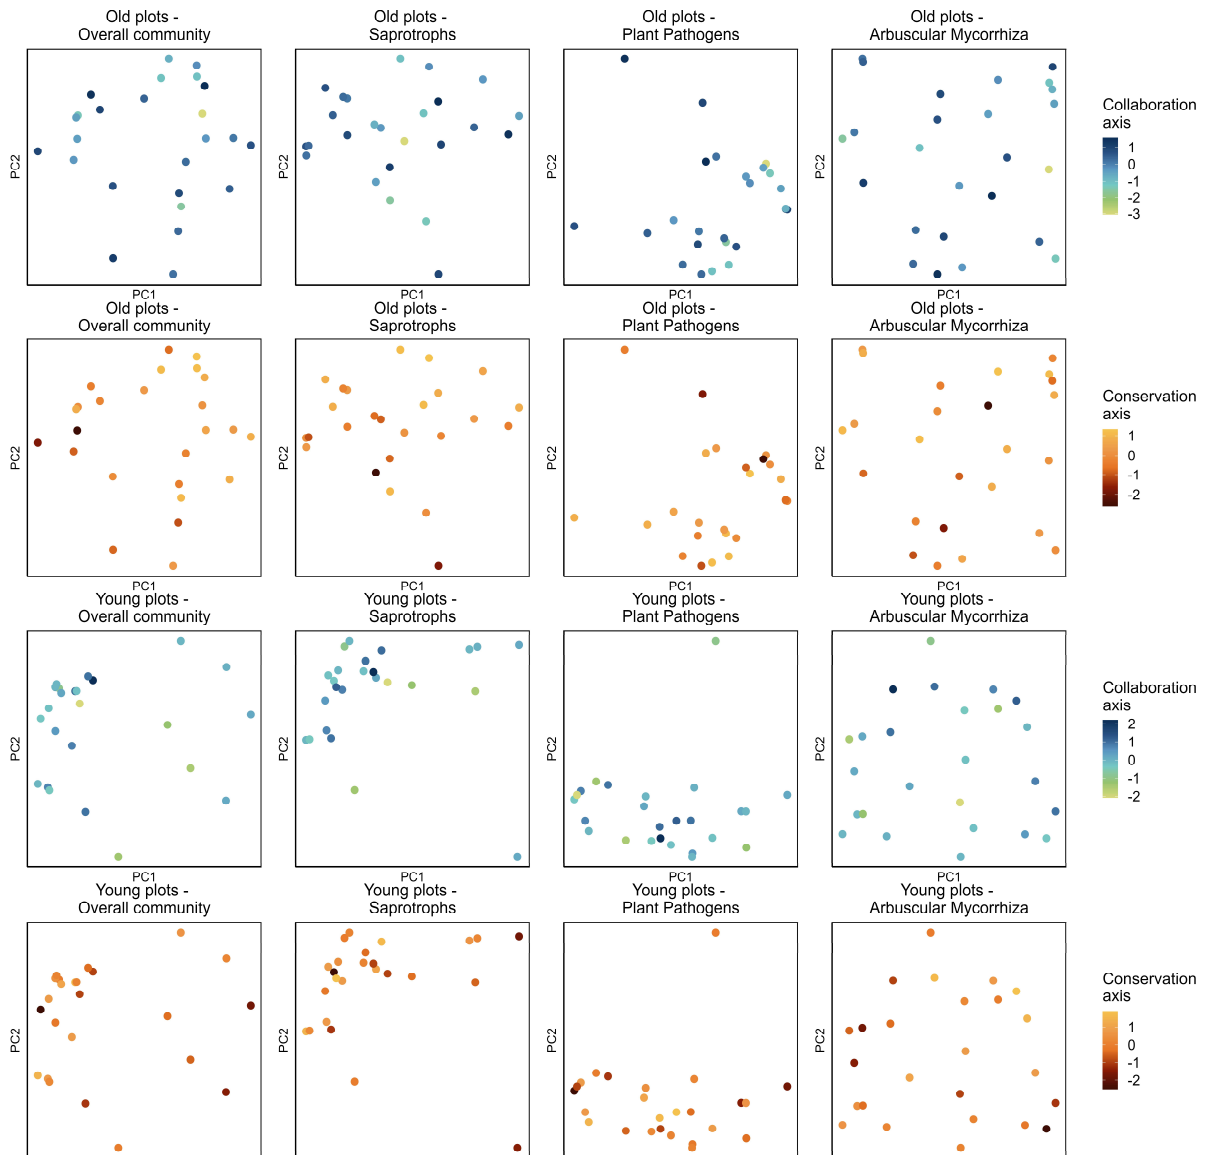 Old plots -
Overall community
Old plots -
Saprotrophs
Old plots -
Plant Pathogens
Old plots -
Arbuscular Mycorrhiza
PC2
PC2
PC2
PC2
PC1
PC1
PC1
PC1
Collaboration
axis
1
0
-1
-2
-3
Old plots -
Overall community
Old plots -
Saprotrophs
Old plots -
Plant Pathogens
Old plots -
Arbuscular Mycorrhiza
PC2
PC2
PC2
PC2
PC1
PC1
PC1
PC1
Conservation
axis
1
0
-1
-2
Young plots -
Overall community
Young plots -
Saprotrophs
Young plots -
Plant Pathogens
Young plots -
Arbuscular Mycorrhiza
PC2
PC2
PC2
PC2
PC1
PC1
PC1
PC1
Collaboration
axis
2
1
0
-1
-2
Young plots -
Overall community
Young plots -
Saprotrophs
Young plots -
Plant Pathogens
Young plots -
Arbuscular Mycorrhiza
PC2
PC2
PC2
PC2
Conservation
axis
1
0
-1
-2